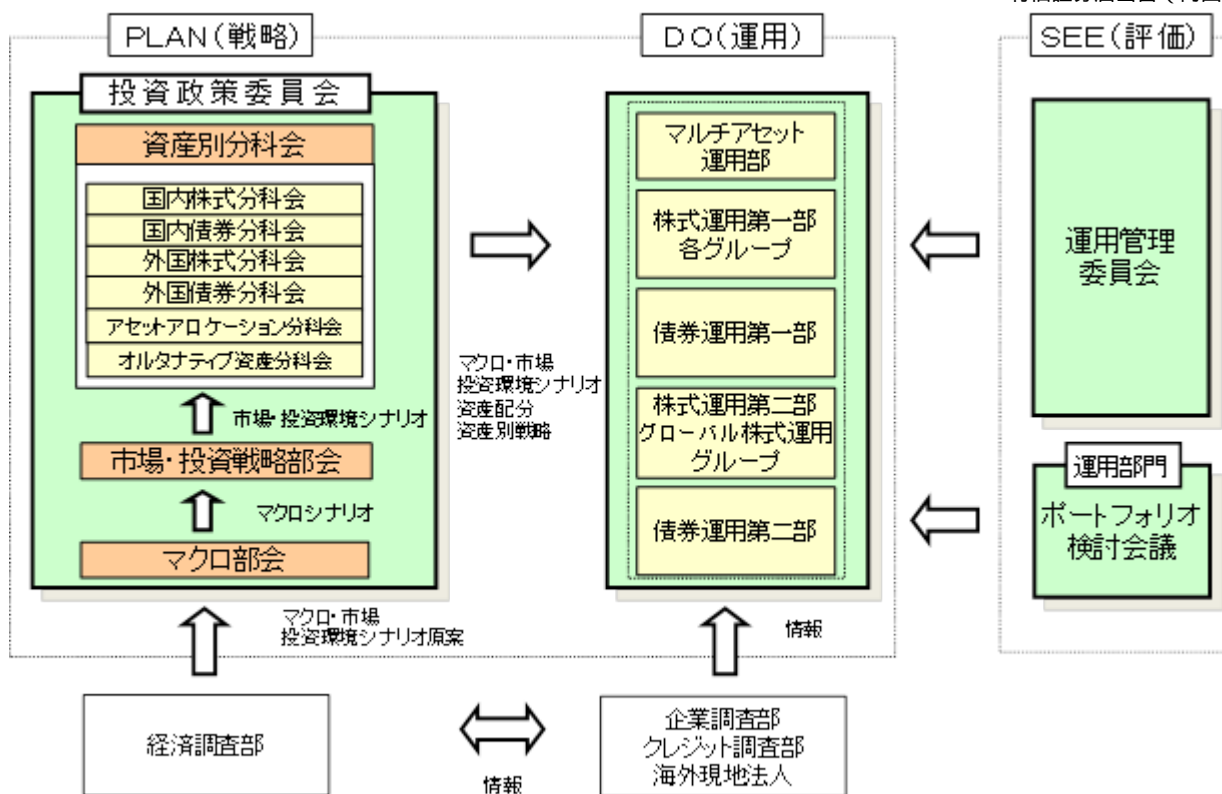 PLAN(戦略)
投資政策委員会
資産別分科会
国内株式分科会
国内債券分科会
外国株式分科会
外国債券分科会
アセットアロケーション分科会
オルタナティブ資産分科会
市場・投資環境シナリオ
市場・投資戦略部会
マクロシナリオ
マクロ部会
マクロ・市場
投資環境シナリオ原案
経済調査部
マクロ・市場
投資環境シナリオ
資産配分
資産別戦略
情報
DO(運用)
マルチアセット
運用部
株式運用第一部
各グループ
債券運用第一部
株式運用第二部
グローバル株式運用
グループ
債券運用第二部
情報
企業調査部
クレジット調査部
海外現地法人
SEE(評価)
運用管理
委員会
運用部門
ポートフォリオ
検討会議